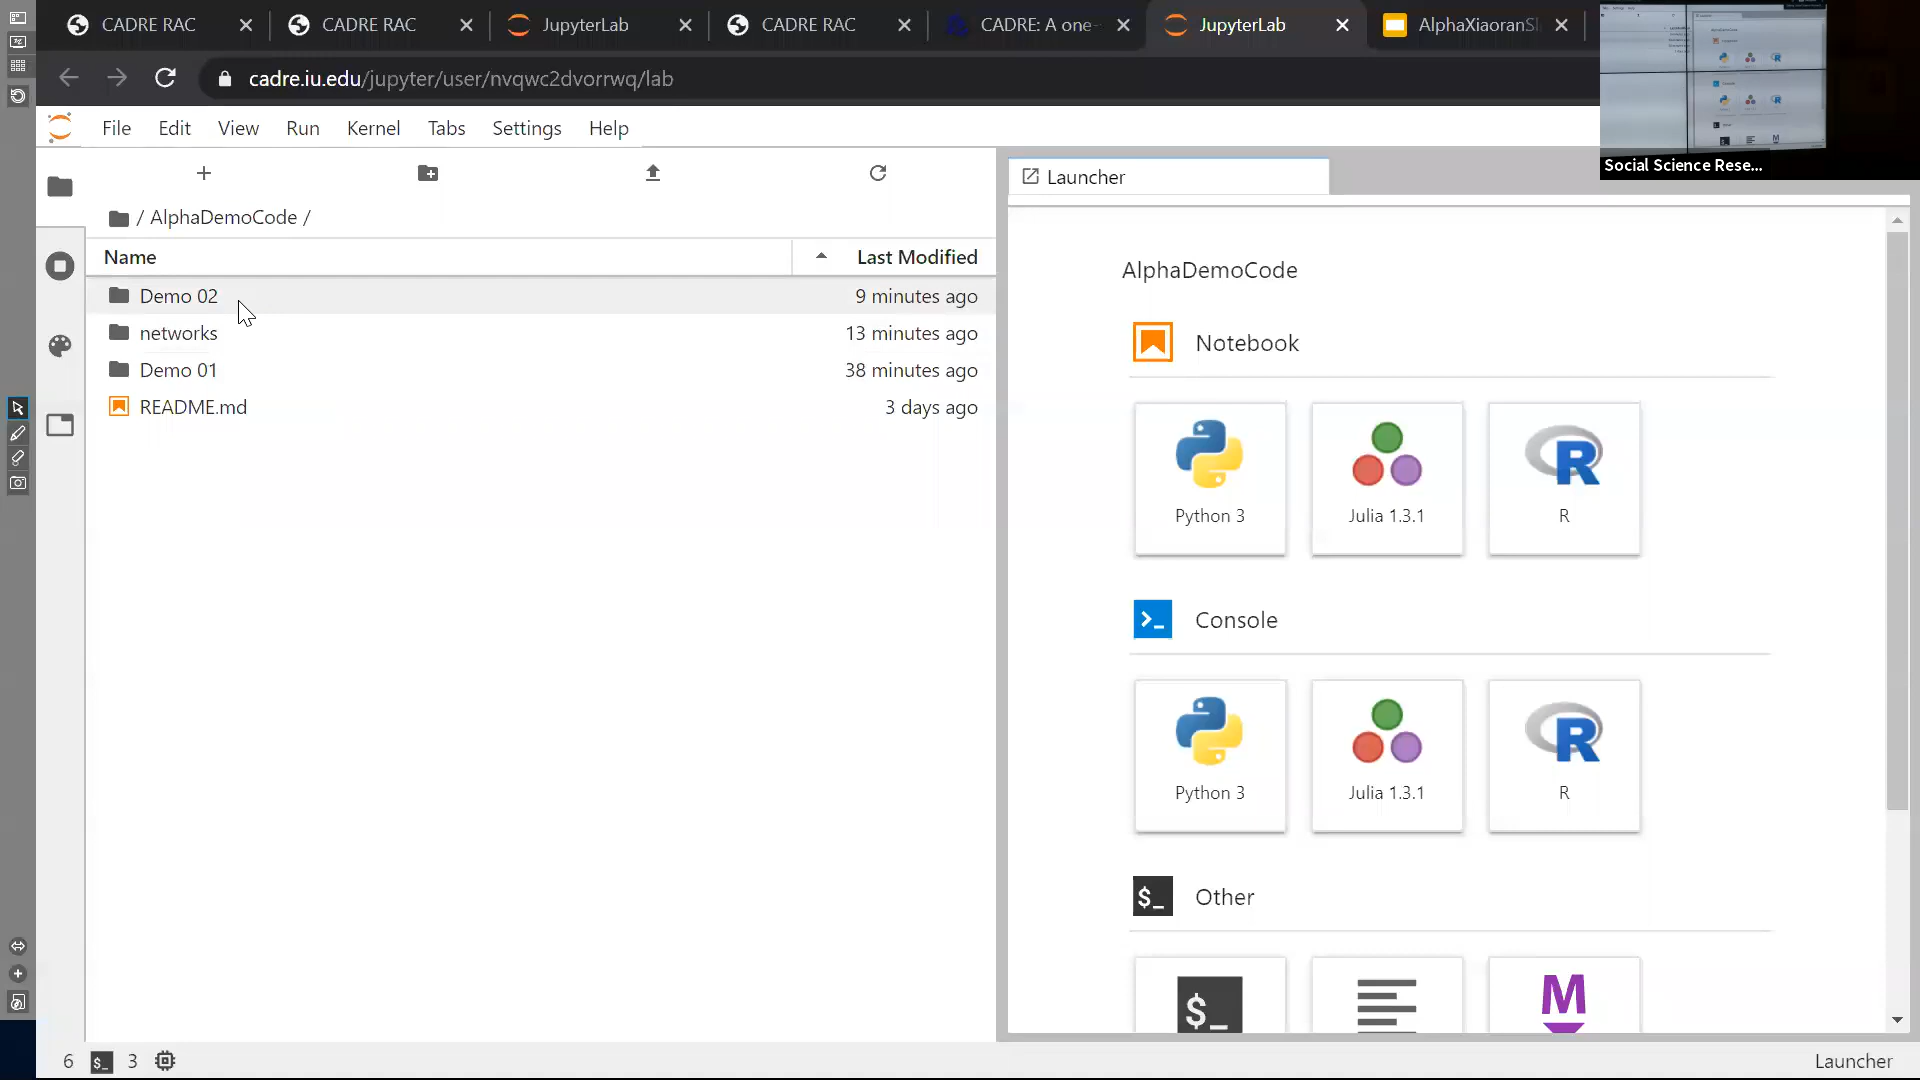 CADRE RAC
CADRE RAC
JupyterLab
CADRE RAC
CADRE: A one-
JupyterLab
AlphaXiaoranSl
cadre.iu.edu/jupyter/user/nvqwc2dvorrwq/lab
Social Science Rese...
File Edit View Run Kernel Tabs Settings Help
/ AlphaDemoCode /
Name Last Modified
Demo 02 9 minutes ago
networks 13 minutes ago
Demo 01 38 minutes ago
README.md 3 days ago
Launcher
AlphaDemoCode
Notebook
Python 3
Julia 1.3.1
R
Console
Python 3
Julia 1.3.1
R
$_ Other
$_
M
6 $_ 3
Launcher